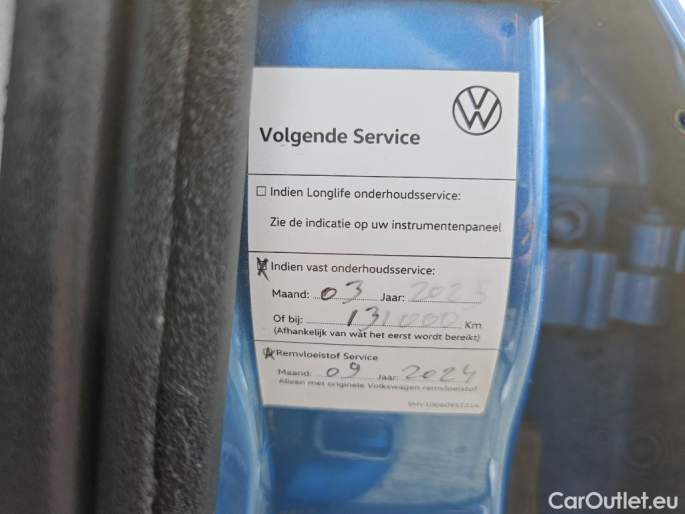 Volgende Service
Indien Longlife onderhoudsservice:
Zie de indicatie op uw instrumentenpaneel
Indien vast onderhoudsservice:
Maand: 03 Jaar: 2025
Of bij: 131000 Km
(Afhankelijk van wat het eerst wordt bereikt)
Remvloeistof Service
Maand: 09 Jaar: 2024
Alleen met originele Volkswagen remvloeistof
CarOutlet.eu